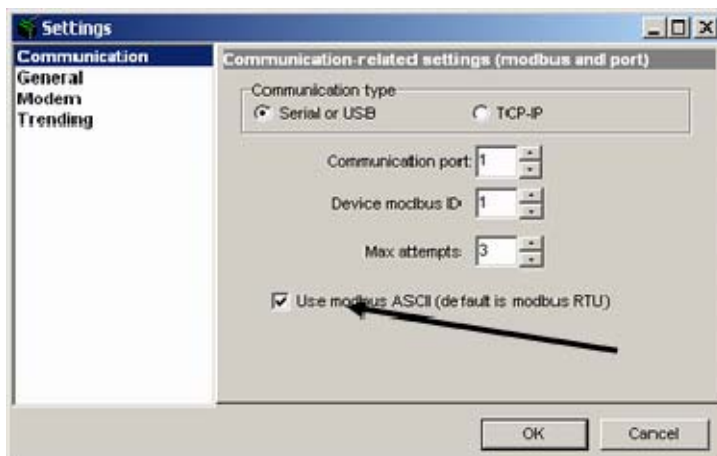 Settings
Communication
General
Modem
Trending
Communication-related settings (modbus and port)
Communication type
Serial or USB
TCP-IP
Communication port: 1
Device modbus ID: 1
Max attempts: 3
Use modbus ASCII (default is modbus RTU)
OK
Cancel